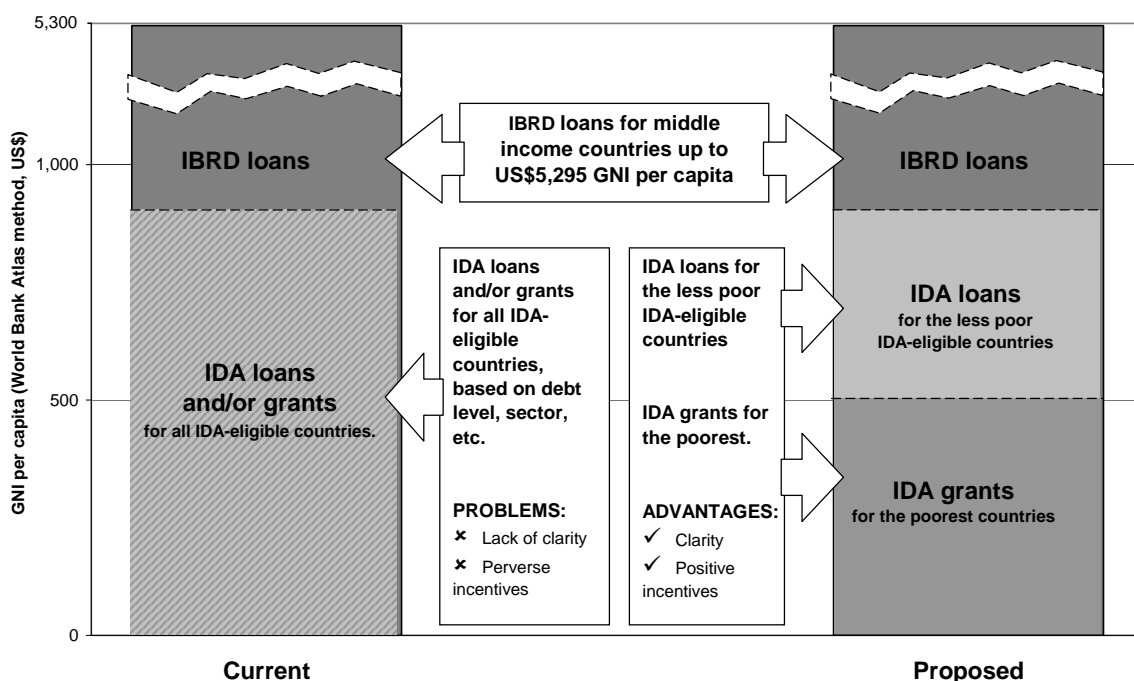 5,300
1,000
500
0
GNI per capita (World Bank Atlas method, US$)
IBRD loans
IDA loans
and/or grants
for all IDA-eligible countries.
Current
IBRD loans for middle
income countries up to
US$5,295 GNI per capita
IDA loans
and/or grants
for all IDA-
eligible
countries,
based on debt
level, sector,
etc.
PROBLEMS:
✘ Lack of clarity
✘ Perverse
incentives
IDA loans for
the less poor
IDA-eligible
countries
IDA grants for
the poorest.
ADVANTAGES:
✓ Clarity
✓ Positive
incentives
IBRD loans
IDA loans
for the less poor
IDA-eligible countries
IDA grants
for the poorest countries
Proposed